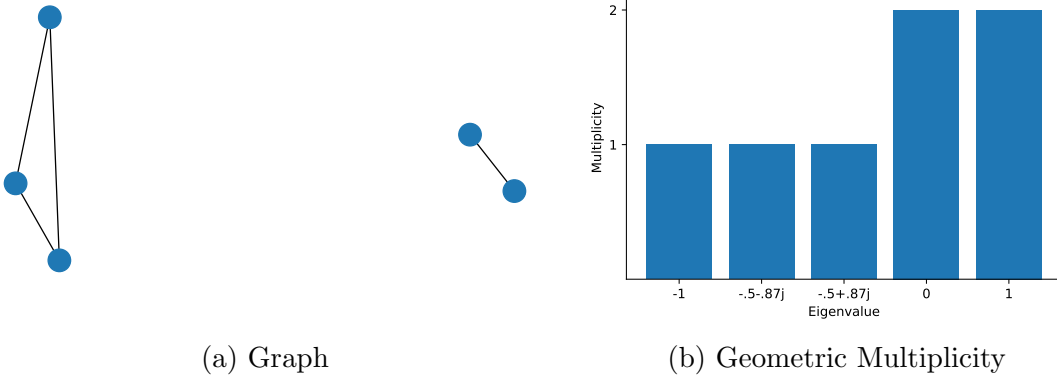 2
1
Multiplicity
-1
-.5-.87j
-.5+.87j
0
1
Eigenvalue
(a) Graph
(b) Geometric Multiplicity